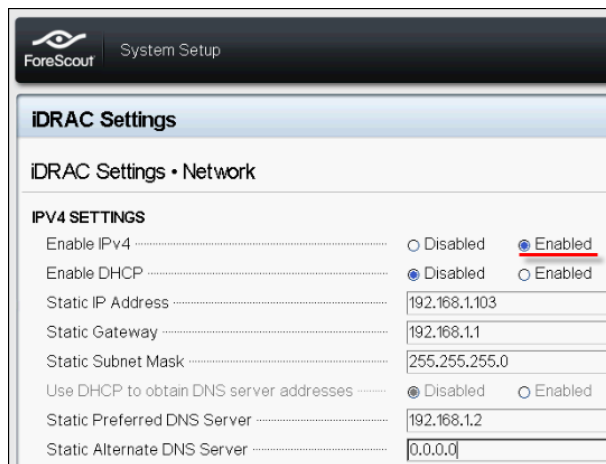 ForeScout
System Setup
iDRAC Settings
iDRAC Settings • Network
IPV4 SETTINGS
Enable IPv4 Disabled Enabled
Enable DHCP Disabled Enabled
Static IP Address 192.168.1.103
Static Gateway 192.168.1.1
Static Subnet Mask 255.255.255.0
Use DHCP to obtain DNS server addresses Disabled Enabled
Static Preferred DNS Server 192.168.1.2
Static Alternate DNS Server 0.0.0.0